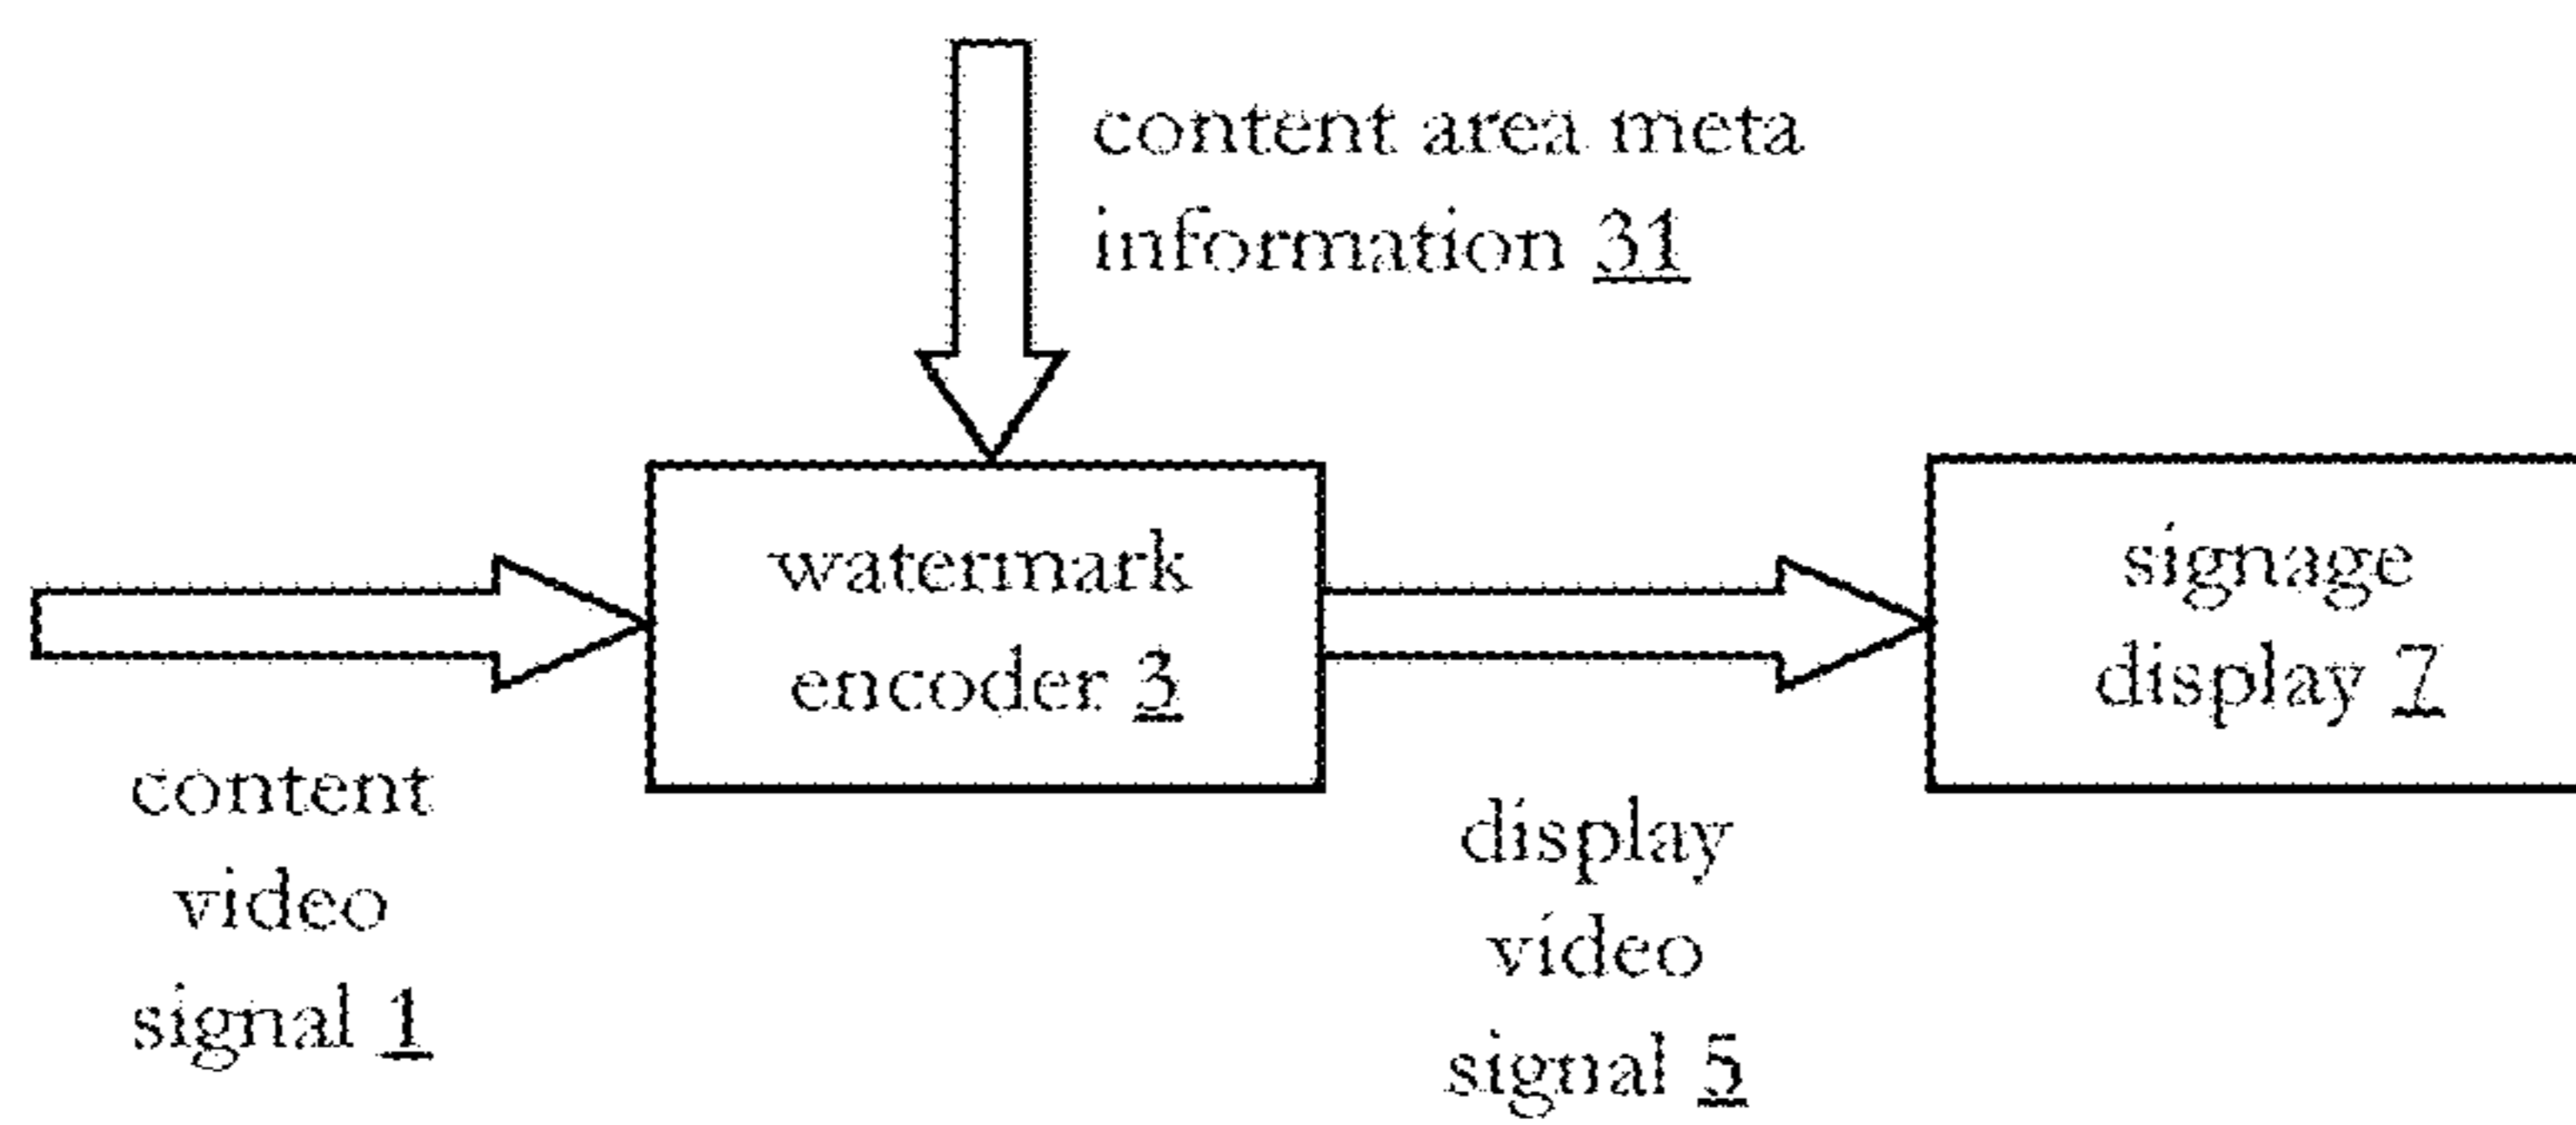 content area meta
information 31
watermark
encoder 3
signage
display 7
content
video
signal 1
display
video
signal 5